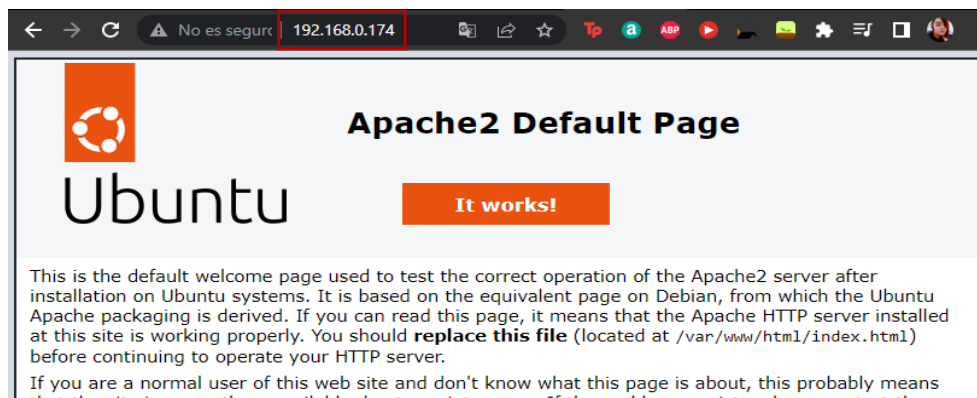 No es seguro 192.168.0.174
Tp a ABP
Apache2 Default Page
Ubuntu
It works!
This is the default welcome page used to test the correct operation of the Apache2 server after
installation on Ubuntu systems. It is based on the equivalent page on Debian, from which the Ubuntu
Apache packaging is derived. If you can read this page, it means that the Apache HTTP server installed
at this site is working properly. You should replace this file (located at /var/www/html/index.html)
before continuing to operate your HTTP server.
If you are a normal user of this web site and don't know what this page is about, this probably means